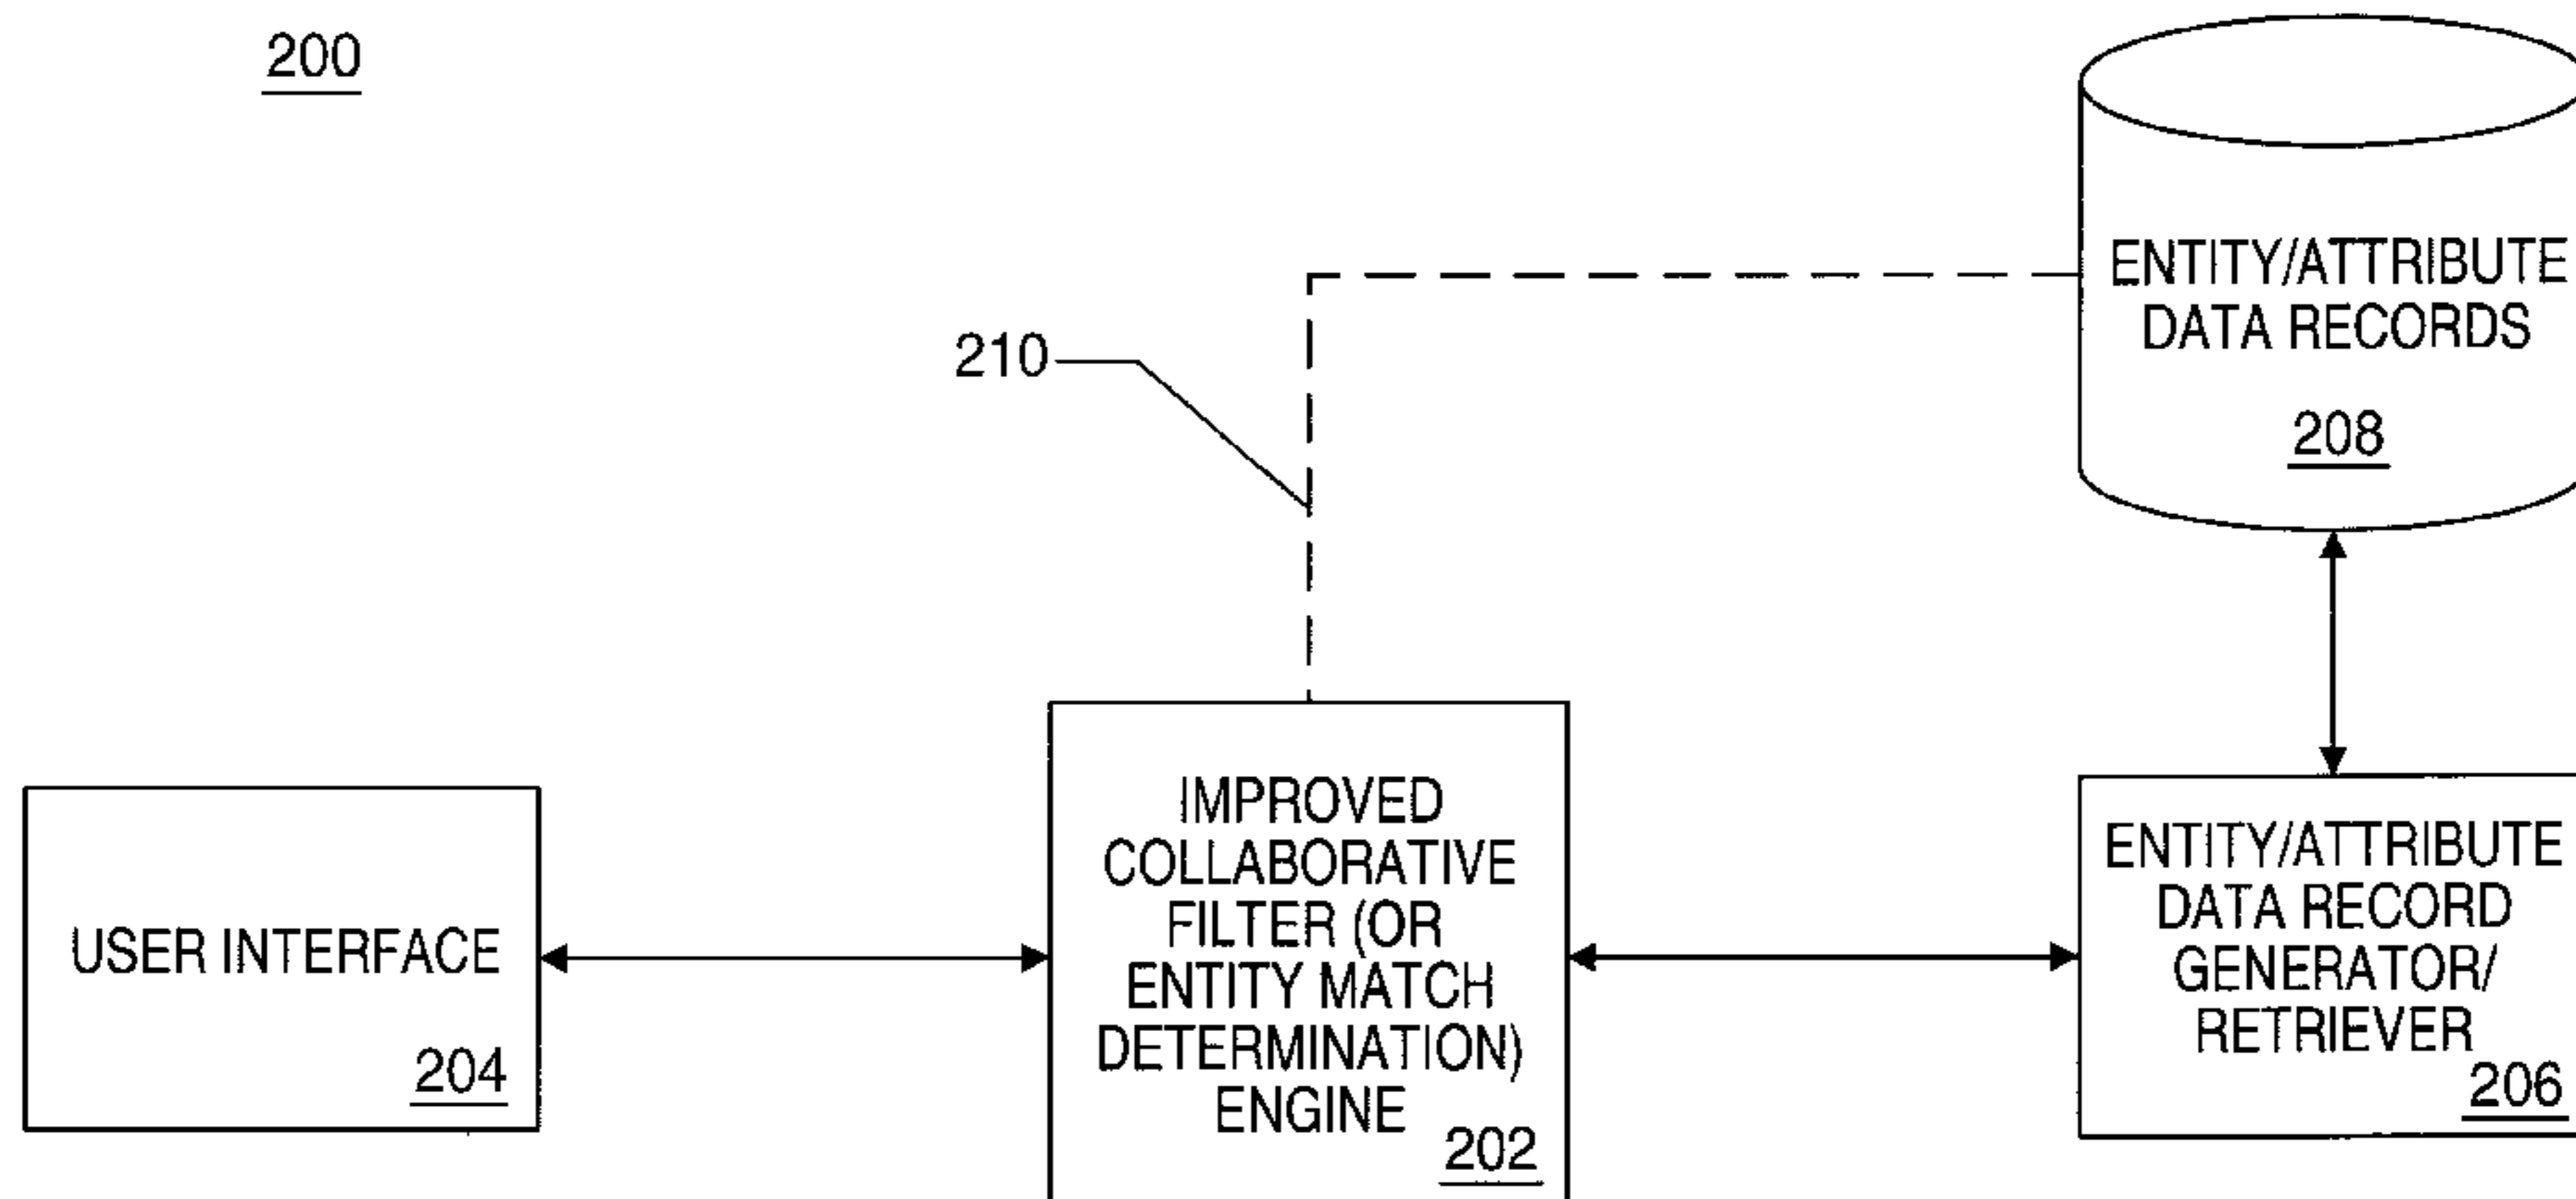 200
ENTITY/ATTRIBUTE
DATA RECORDS
208
210
USER INTERFACE
204
IMPROVED
COLLABORATIVE
FILTER (OR
ENTITY MATCH
DETERMINATION)
ENGINE
202
ENTITY/ATTRIBUTE
DATA RECORD
GENERATOR/
RETRIEVER
206